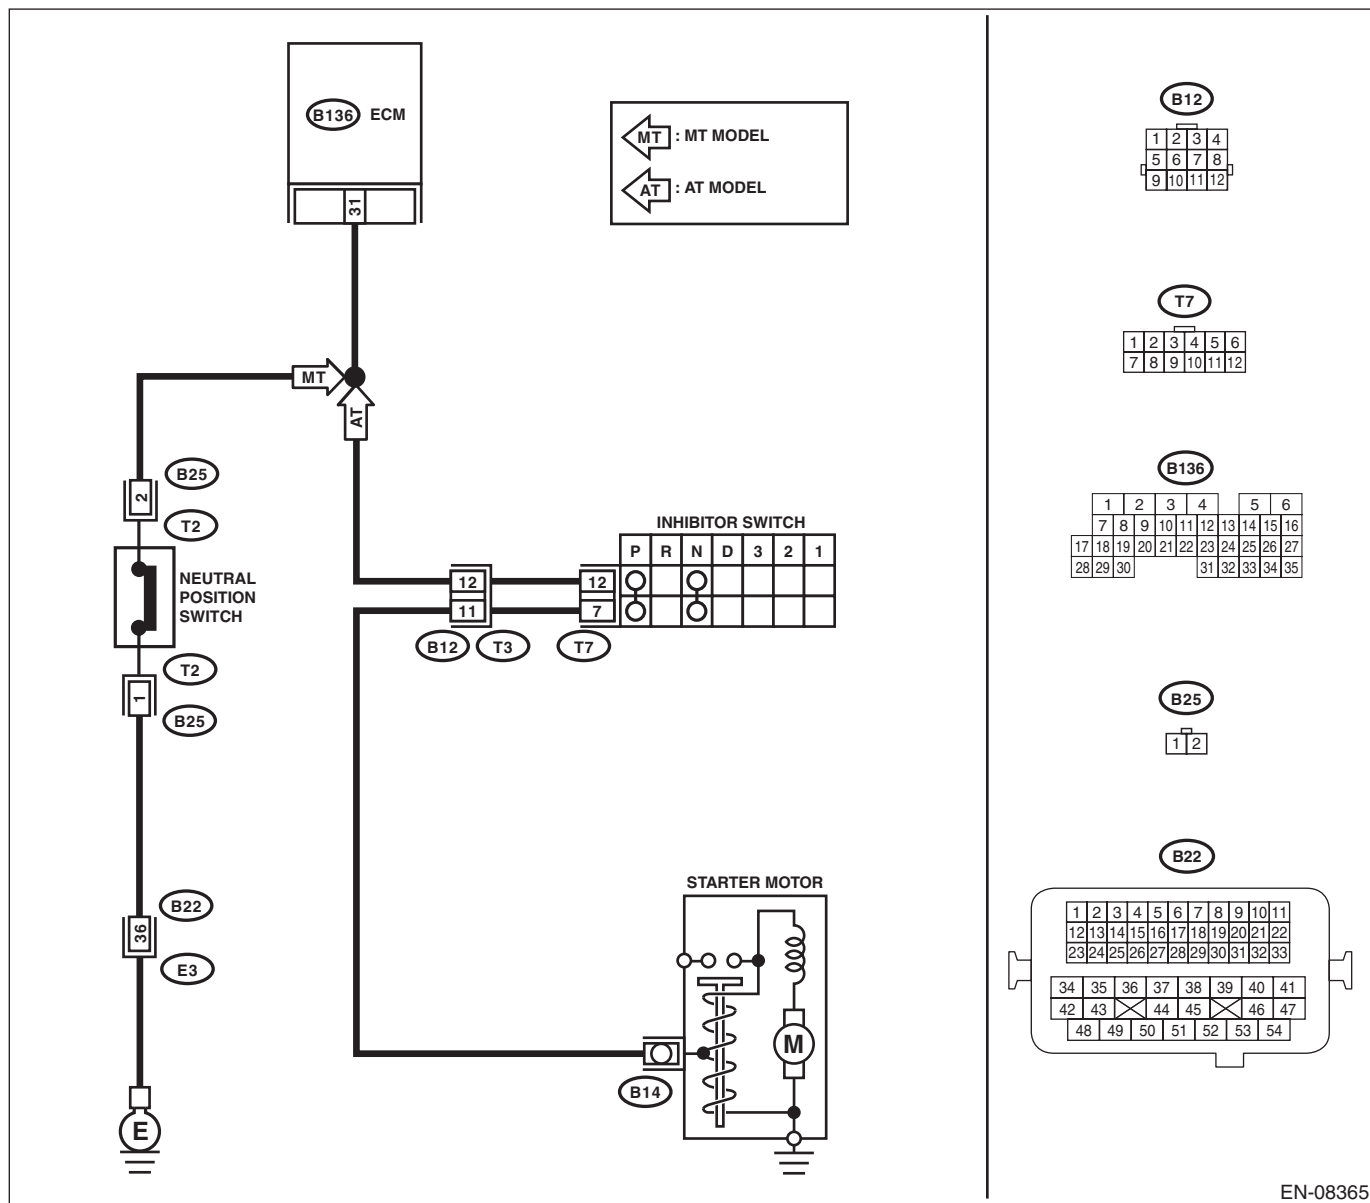 B136 ECM
31
MT : MT MODEL
AT : AT MODEL
MT
AT
B25
2
T2
NEUTRAL
POSITION
SWITCH
T2
1
B25
B22
36
E3
E
INHIBITOR SWITCH
P R N D 3 2 1
12 12
11 7
B12 T3 T7
STARTER MOTOR
M
B14
B12
1 2 3 4
5 6 7 8
9 10 11 12
T7
1 2 3 4 5 6
7 8 9 10 11 12
B136
1 2 3 4 5 6
7 8 9 10 11 12 13 14 15 16
17 18 19 20 21 22 23 24 25 26 27
28 29 30 31 32 33 34 35
B25
1 2
B22
1 2 3 4 5 6 7 8 9 10 11
12 13 14 15 16 17 18 19 20 21 22
23 24 25 26 27 28 29 30 31 32 33
34 35 36 37 38 39 40 41
42 43 44 45 46 47
48 49 50 51 52 53 54
EN-08365